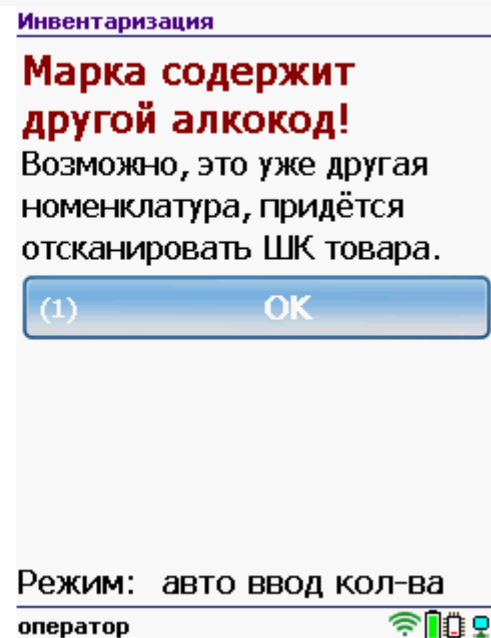 Инвентаризация
Марка содержит
другой алкокод!
Возможно, это уже другая
номенклатура, придётся
отсканировать ШК товара.
(1) OK
Режим: авто ввод кол-ва
оператор